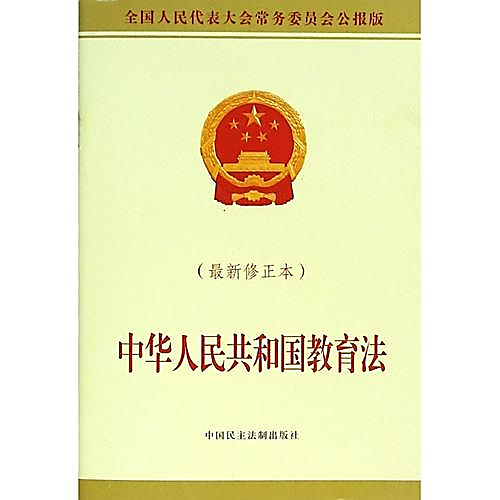 全国人民代表大会常务委员会公报版
（最新修正本）
中华人民共和国教育法
中国民主法制出版社